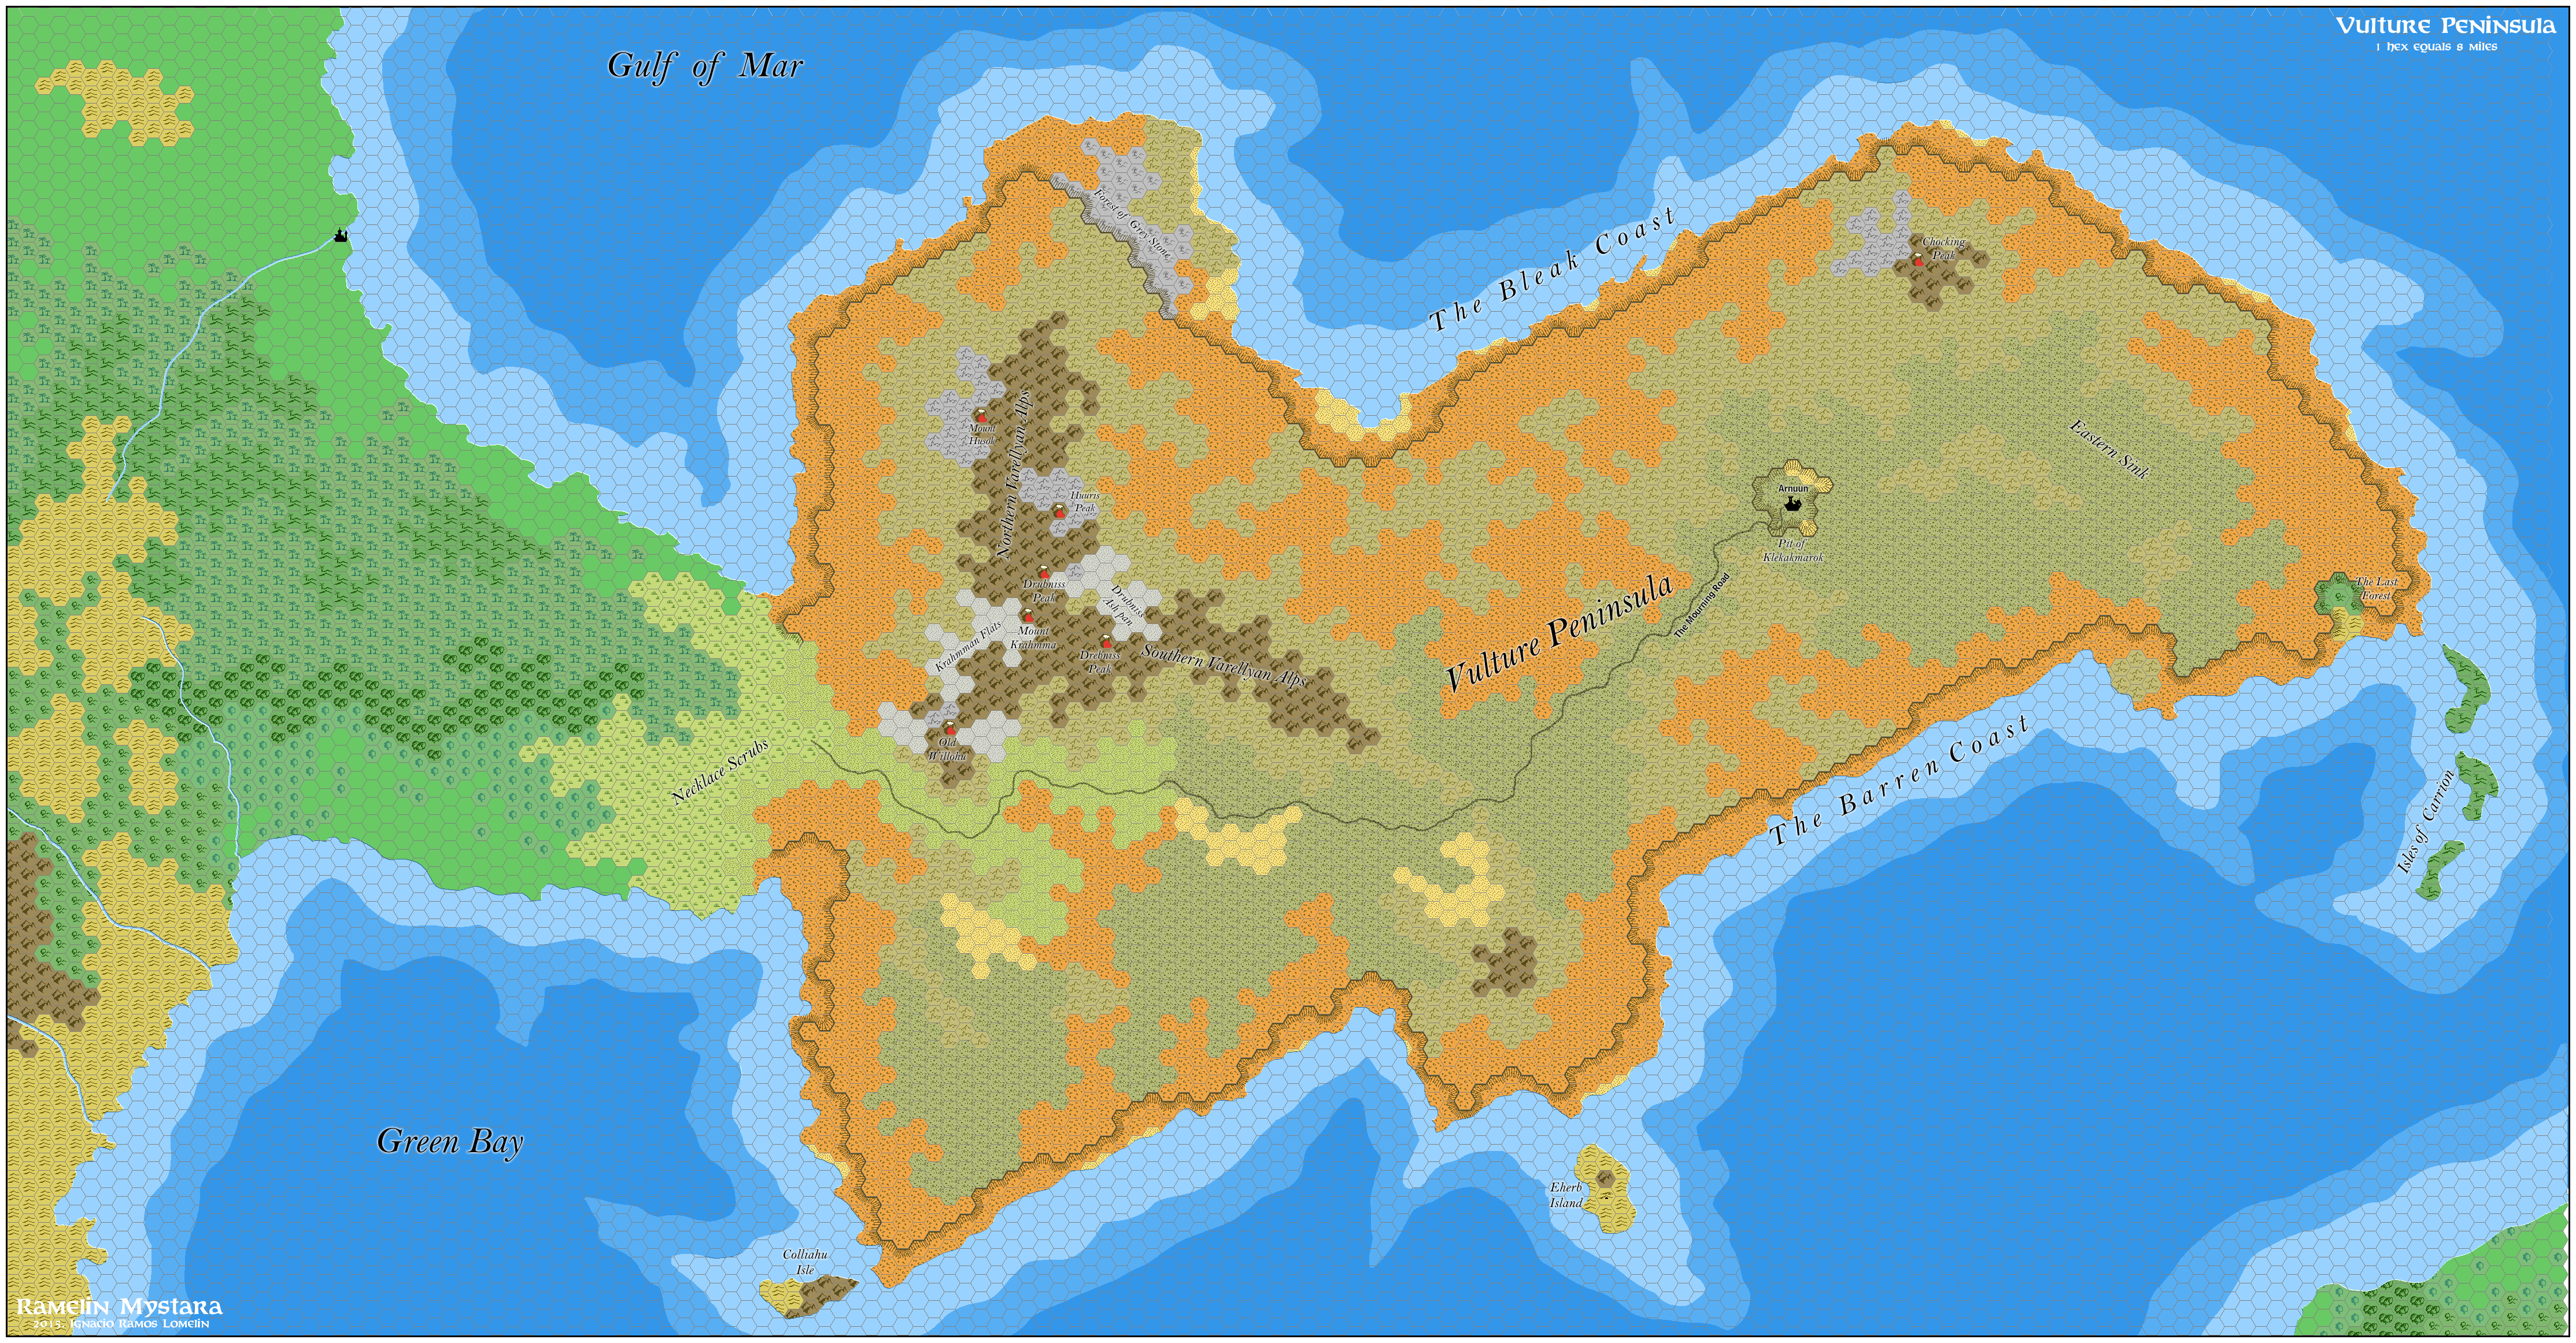 Vulture Peninsula
1 hex equals 8 miles
Gulf of Mar
Forest of Grey Stone
The Bleak Coast
Chocking
Peak
Mount
Husok
Northern Varellyan Alps
Huuris
Peak
Eastern Sink
Arnuun
Pit of
Klekakmarok
Drubniss
Peak
Drubniss
Ash pan
The Last
Forest
Mount
Krahmma
Krahmman Flats
Drebniss
Peak
Southern Varellyan Alps
Vulture Peninsula
The Mourning Road
Old
Willohu
Necklace Scrubs
The Barren Coast
Isles of Carrion
Green Bay
Eherb
Island
Colliahu
Isle
Ramelin Mystara
2015, Ignacio Ramos Lomelin